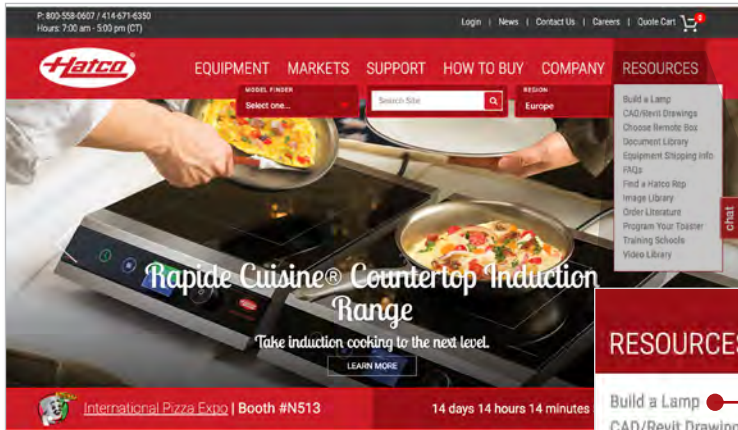 P: 800-558-0607 / 414-671-6350
Hours: 7:00 am - 5:00 pm (CT)
Login | News | Contact Us | Careers | Quote Cart 0
Hatco®
EQUIPMENT MARKETS SUPPORT HOW TO BUY COMPANY RESOURCES
MODEL FINDER
Select one...
Search Site
REGION
Europe
Build a Lamp
CAD/Revit Drawings
Choose Remote Box
Document Library
Equipment Shipping Info
FAQs
Find a Hatco Rep
Image Library
Order Literature
Program Your Toaster
Training Schools
Video Library
chat
Rapide Cuisine® Countertop Induction
Range
Take induction cooking to the next level.
LEARN MORE
Hatco
International Pizza Expo | Booth #N513
14 days 14 hours 14 minutes
RESOURCES
Build a Lamp
CAD/Revit Drawing